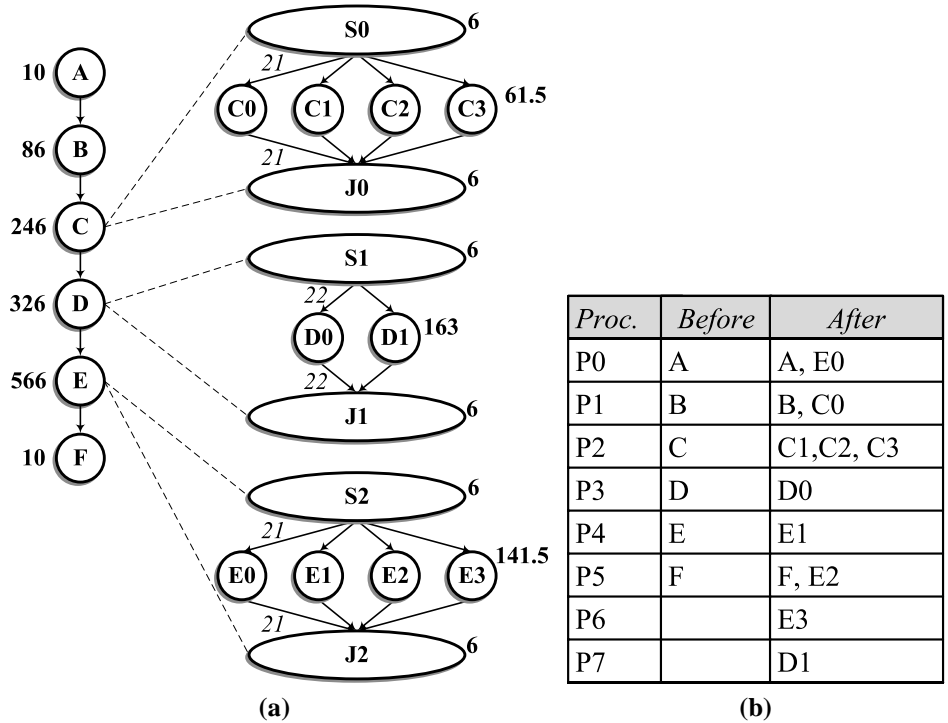 S0 6
21
10 A
C0 C1 C2 C3 61.5
86 B
21
J0 6
246 C
S1 6
22
326 D
D0 D1 163
22
566 E
J1 6
10 F
S2 6
21
E0 E1 E2 E3 141.5
21
J2 6
(a)
Proc. Before After
P0 A A, E0
P1 B B, C0
P2 C C1,C2, C3
P3 D D0
P4 E E1
P5 F F, E2
P6 E3
P7 D1
(b)